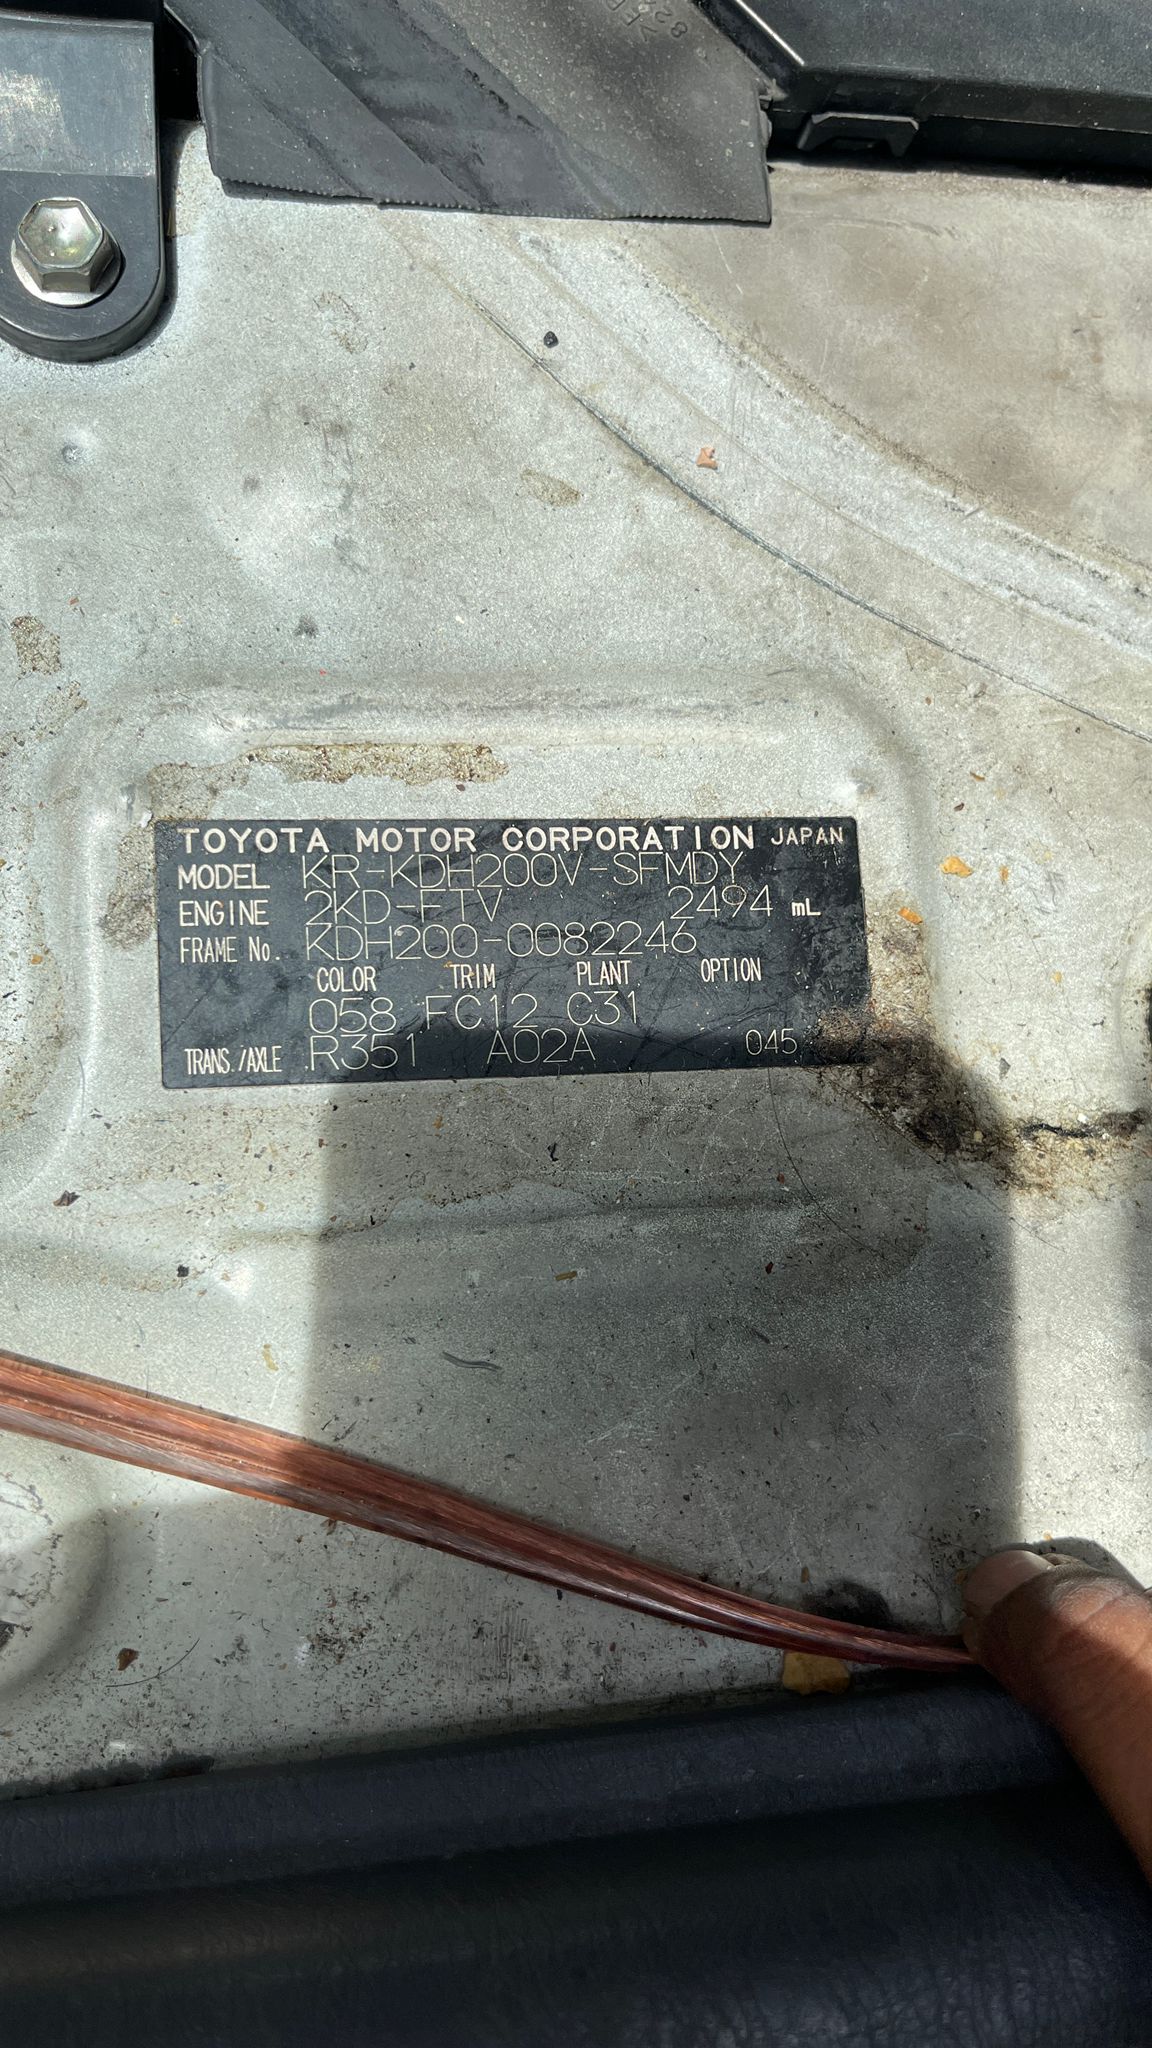 TOYOTA MOTOR CORPORATION JAPAN
MODEL KR-KDH200V-SFMDY
ENGINE 2KD-FTV 2494 mL
FRAME No. KDH200-0082246
COLOR TRIM PLANT OPTION
058 FC12 C31
TRANS./AXLE R351 A02A 045